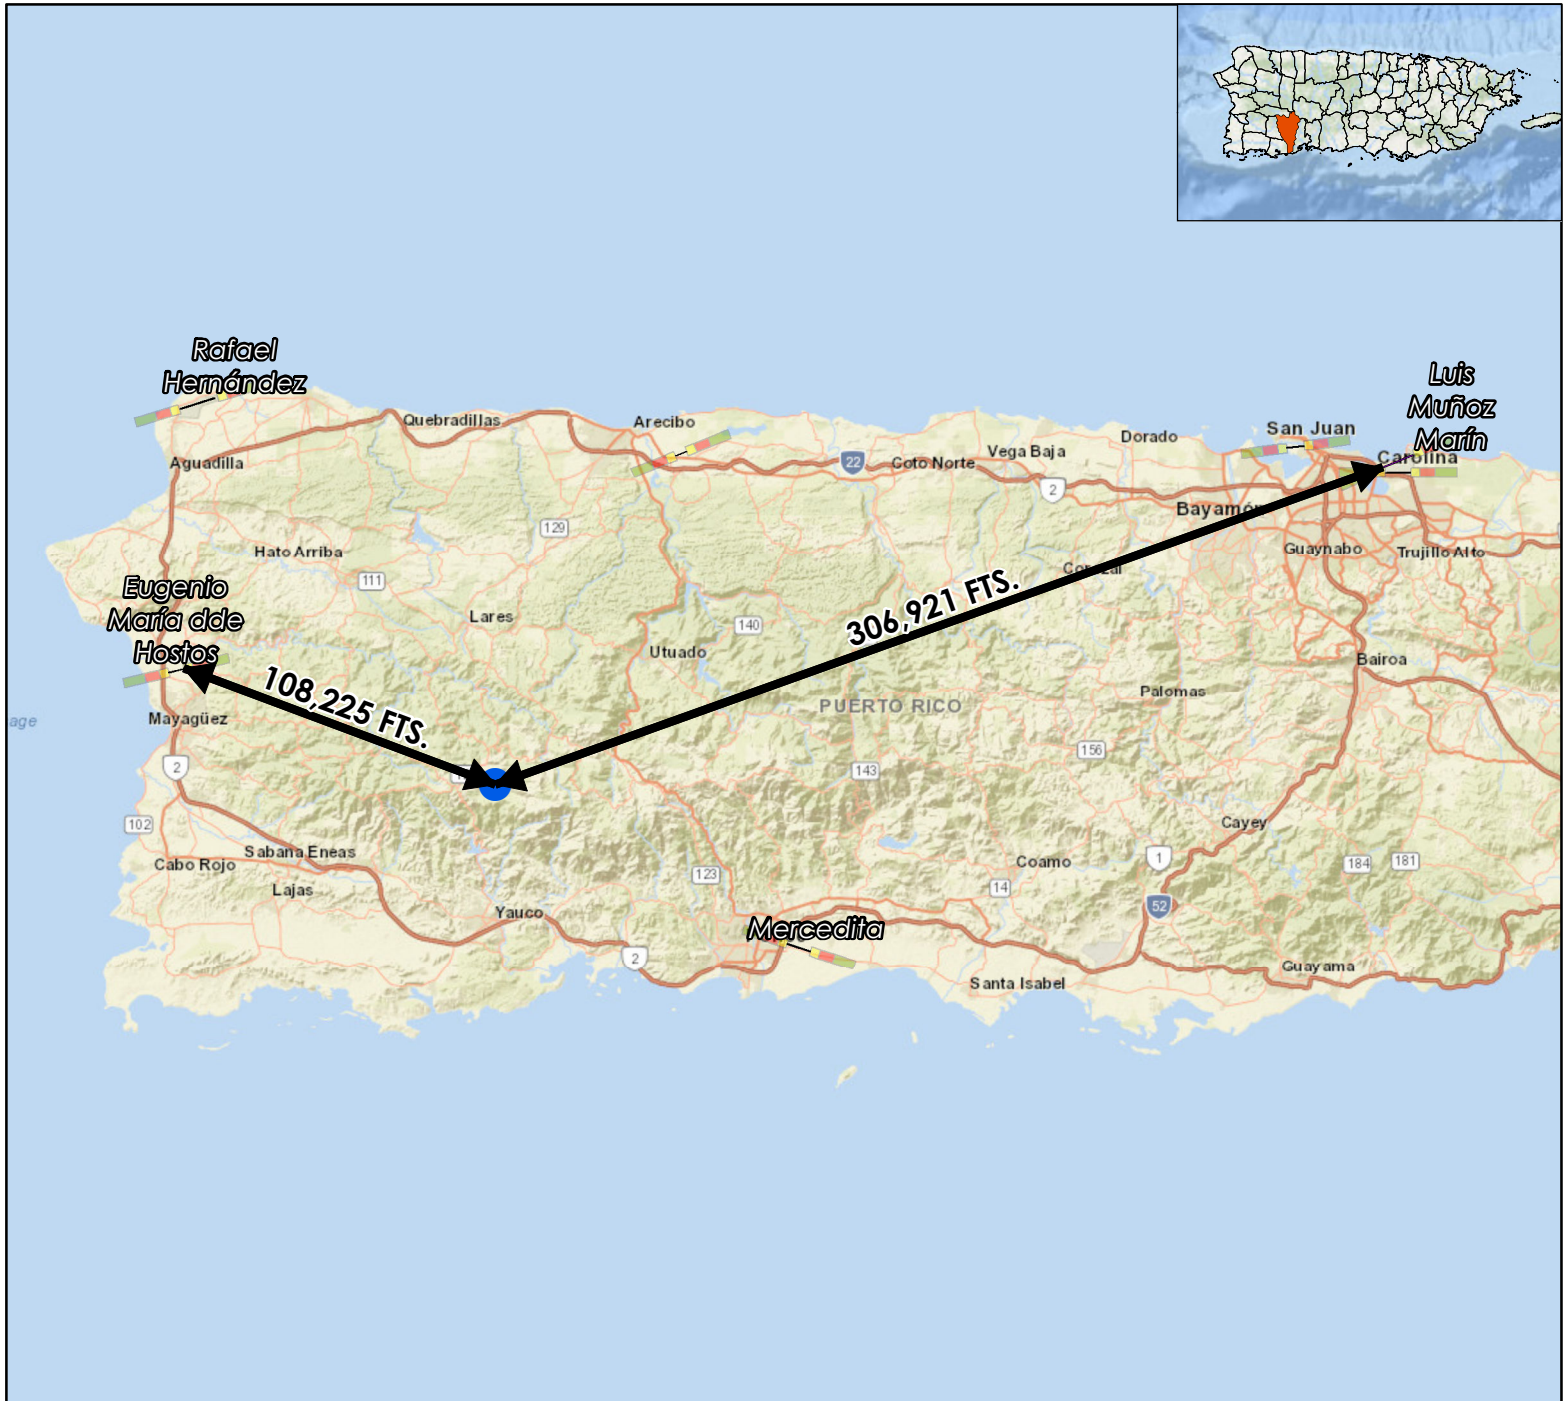 Rafael
Hernández
Luis
Muñoz
Marín
Quebradillas
Arecibo
San Juan
Dorado
Vega Baja
Carolina
Aguadilla
22
Coto Norte
2
129
Hato Arriba
Guaynabo
Trujillo Alto
111
Eugenio
María dde
Hostos
Lares
306,921 FTS.
140
Utuado
Bairoa
108,225 FTS.
Palomas
PUERTO RICO
Mayagüez
age
156
2
143
102
Cayey
Sabana Eneas
Cabo Rojo
Coamo
1
184
181
123
Lajas
14
52
Yauco
Mercedita
2
Guayama
Santa Isabel